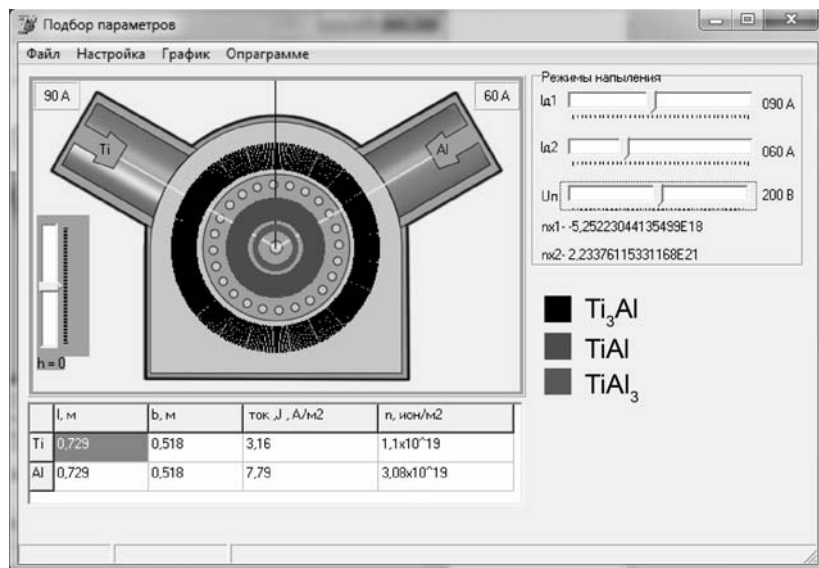 Подбор параметров
Файл Настройка График Опраграмме
90 А
60 А
Ti
Al
h = 0
Режимы напыления
Iд1 090 А
Iд2 060 А
Uп 200 В
nx1- -5,25223044135499E18
nx2- 2,23376115331168E21
Ti₃Al
TiAl
TiAl₃
l, м b, м ток ,J , А/м2 n, ион/м2
Ti 0,729 0,518 3,16 1,1x10^19
Al 0,729 0,518 7,79 3,08x10^19